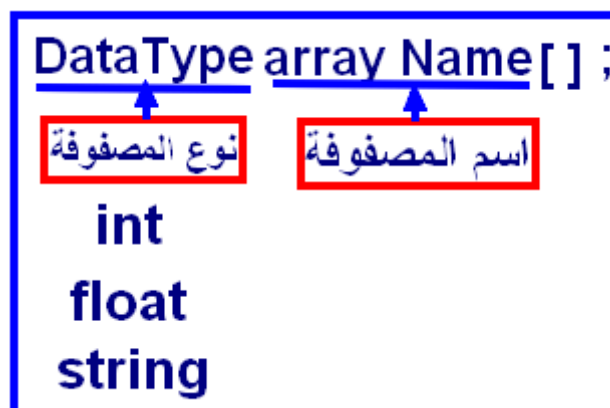 DataType array Name[] ;
نوع المصفوفة
اسم المصفوفة
int
float
string